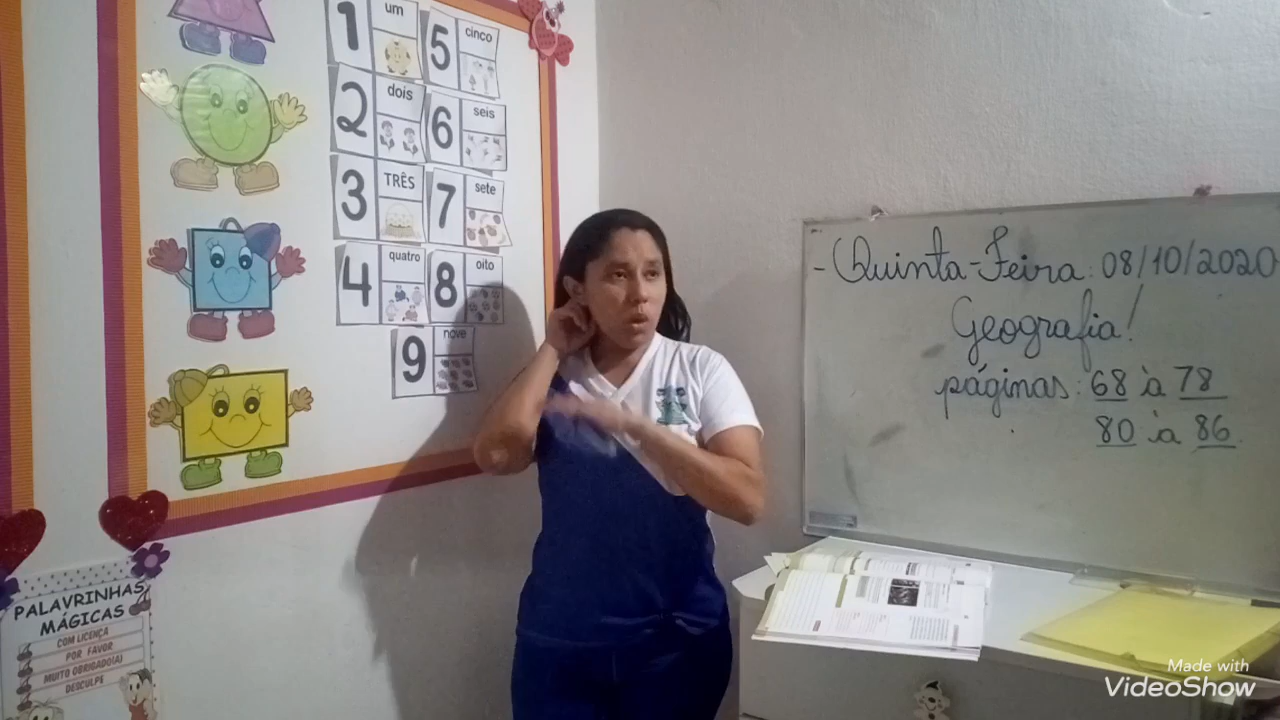 1 um
5 cinco
2 dois
6 seis
3 TRÊS
7 sete
4 quatro
8 oito
9 nove
- Quinta-Feira: 08/10/2020
Geografia!
páginas: 68 à 78
80 à 86
PALAVRINHAS
MÁGICAS
COM LICENÇA
POR FAVOR
MUITO OBRIGADO(A)
DESCULPE
Made with
VideoShow